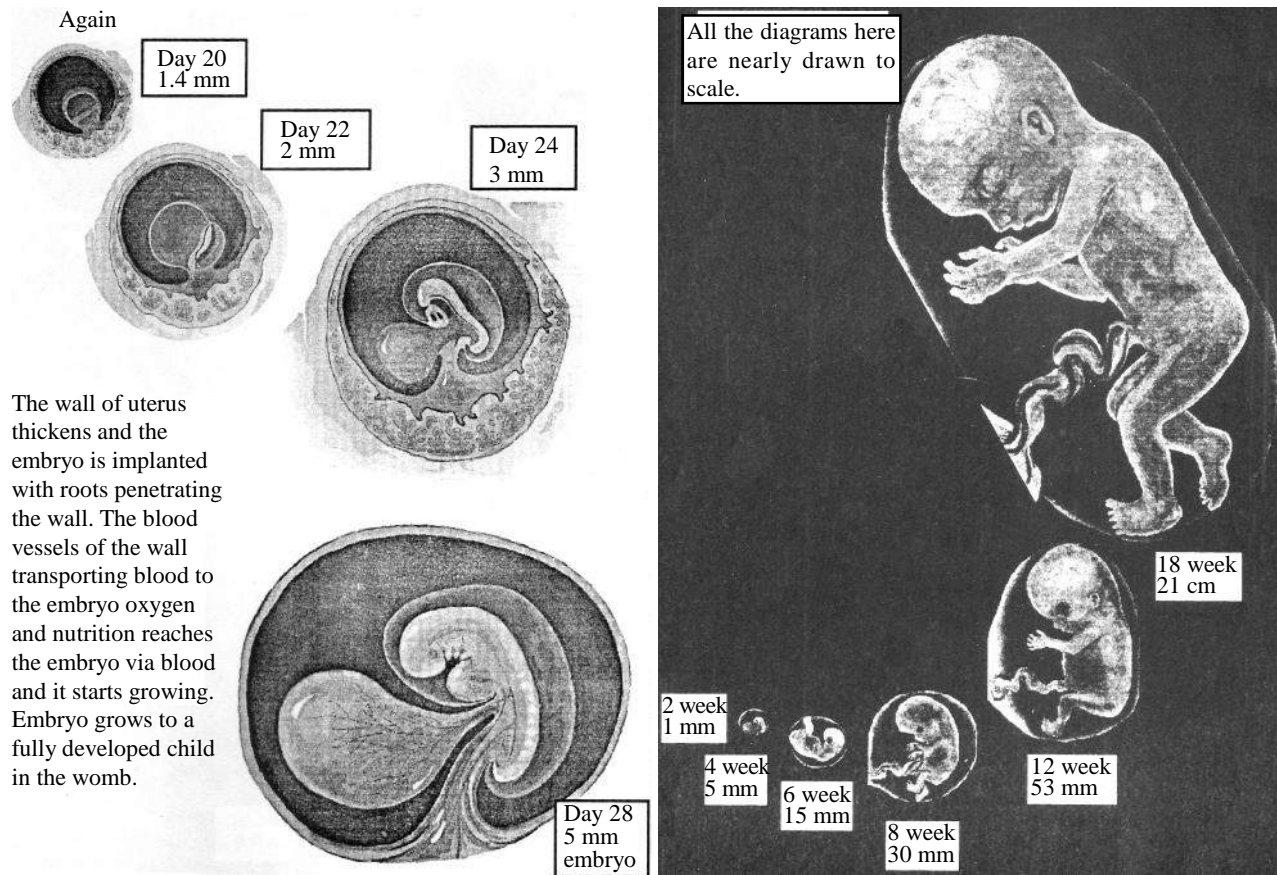 Again
Day 20
1.4 mm
Day 22
2 mm
Day 24
3 mm
The wall of uterus
thickens and the
embryo is implanted
with roots penetrating
the wall. The blood
vessels of the wall
transporting blood to
the embryo oxygen
and nutrition reaches
the embryo via blood
and it starts growing.
Embryo grows to a
fully developed child
in the womb.
Day 28
5 mm
embryo
All the diagrams here
are nearly drawn to
scale.
18 week
21 cm
2 week
1 mm
4 week
5 mm
6 week
15 mm
8 week
30 mm
12 week
53 mm